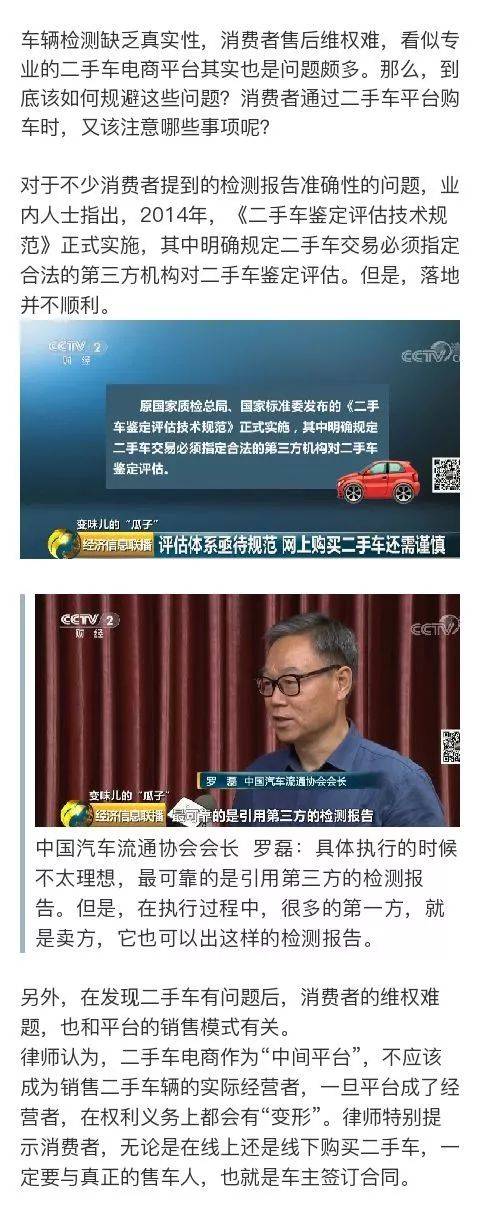 车辆检测缺乏真实性，消费者售后维权难，看似专
业的二手车电商平台其实也是问题颇多。那么，到
底该如何规避这些问题？消费者通过二手车平台购
车时，又该注意哪些事项呢？
对于不少消费者提到的检测报告准确性的问题，业
内人士指出，2014年，《二手车鉴定评估技术规
范》正式实施，其中明确规定二手车交易必须指定
合法的第三方机构对二手车鉴定评估。但是，落地
并不顺利。
CCTV 2
财 经
CCTV
原国家质检总局、国家标准委发布的《二手
车鉴定评估技术规范》正式实施，其中明确规定
二手车交易必须指定合法的第三方机构对二手车
鉴定评估。
变味儿的“瓜子”
经济信息联播 评估体系亟待规范 网上购买二手车还需谨慎
CCTV 2
财 经
CCTV
罗 磊 中国汽车流通协会会长
变味儿的“瓜子”
经济信息联播 最可靠的是引用第三方的检测报告
中国汽车流通协会会长 罗磊：具体执行的时候
不太理想，最可靠的是引用第三方的检测报
告。但是，在执行过程中，很多的第一方，就
是卖方，它也可以出这样的检测报告。
另外，在发现二手车有问题后，消费者的维权难
题，也和平台的销售模式有关。
律师认为，二手车电商作为“中间平台”，不应该
成为销售二手车辆的实际经营者，一旦平台成了经
营者，在权利义务上都会有“变形”。律师特别提
示消费者，无论是在线上还是线下购买二手车，一
定要与真正的售车人，也就是车主签订合同。